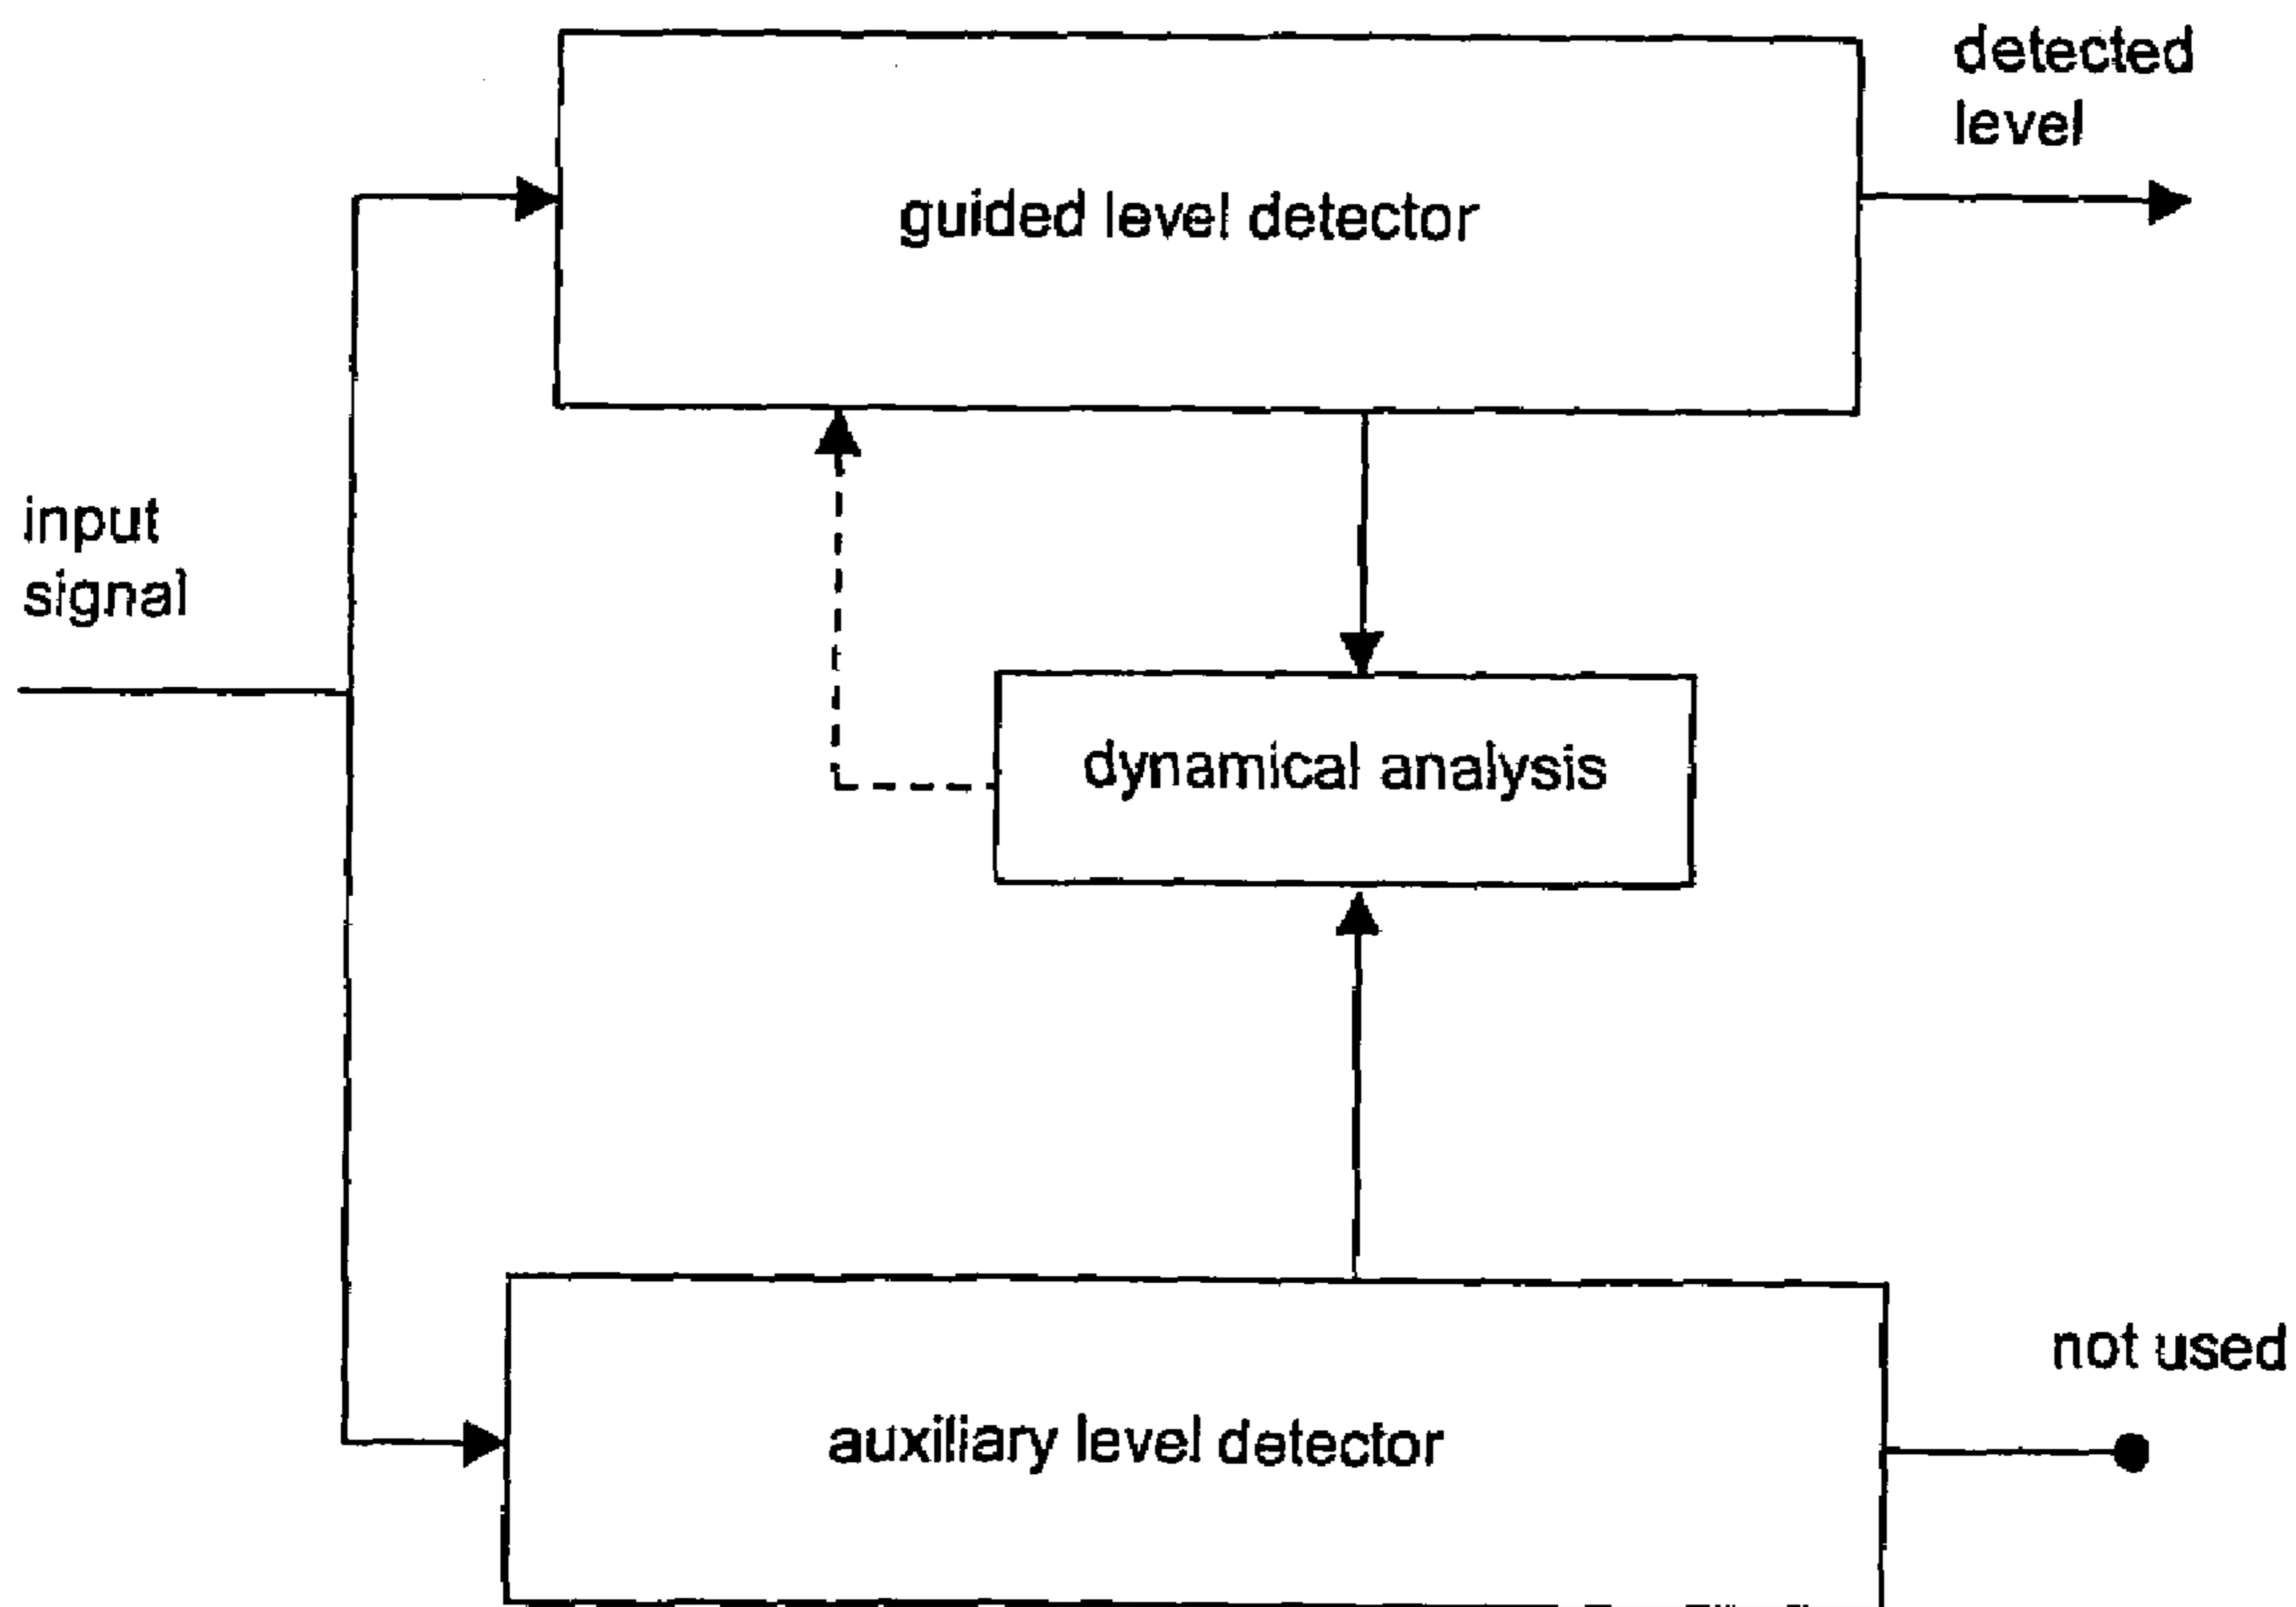 detected
level
guided level detector
input
signal
dynamical analysis
not used
auxiliary level detector